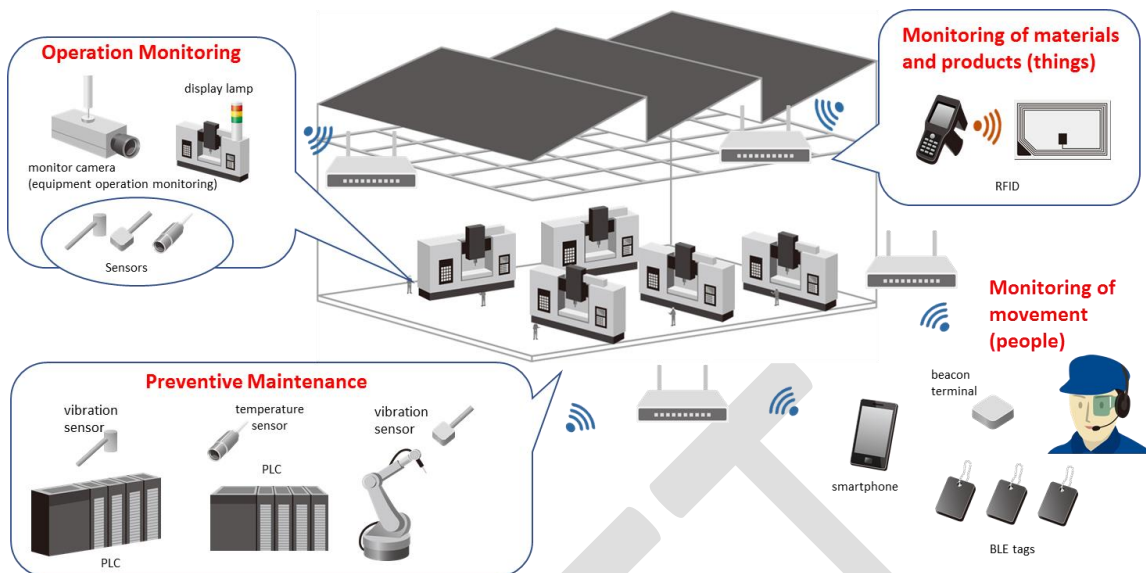 Operation Monitoring
display lamp
monitor camera
(equipment operation monitoring)
Sensors
Monitoring of materials
and products (things)
RFID
Monitoring of
movement
(people)
beacon
terminal
smartphone
BLE tags
Preventive Maintenance
vibration
sensor
PLC
temperature
sensor
PLC
vibration
sensor